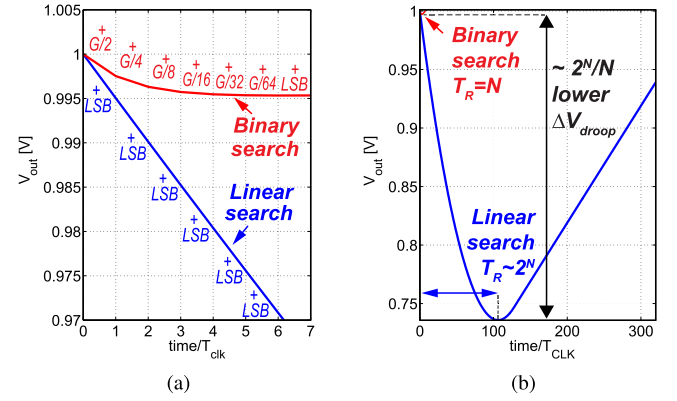 1.005
1
0.995
0.99
0.985
0.98
0.975
0.97
V_out [V]
+ + + + + + +
G/2 G/4 G/8 G/16 G/32 G/64 LSB
Binary
search
+ + + + + +
LSB LSB LSB LSB LSB LSB
Linear
search
0 1 2 3 4 5 6 7
time/T_clk
(a)
1
0.95
0.9
0.85
0.8
0.75
V_out [V]
Binary
search
T_R=N
~ 2^N/N
lower
ΔV_droop
Linear
search
T_R~2^N
0 100 200 300
time/T_CLK
(b)